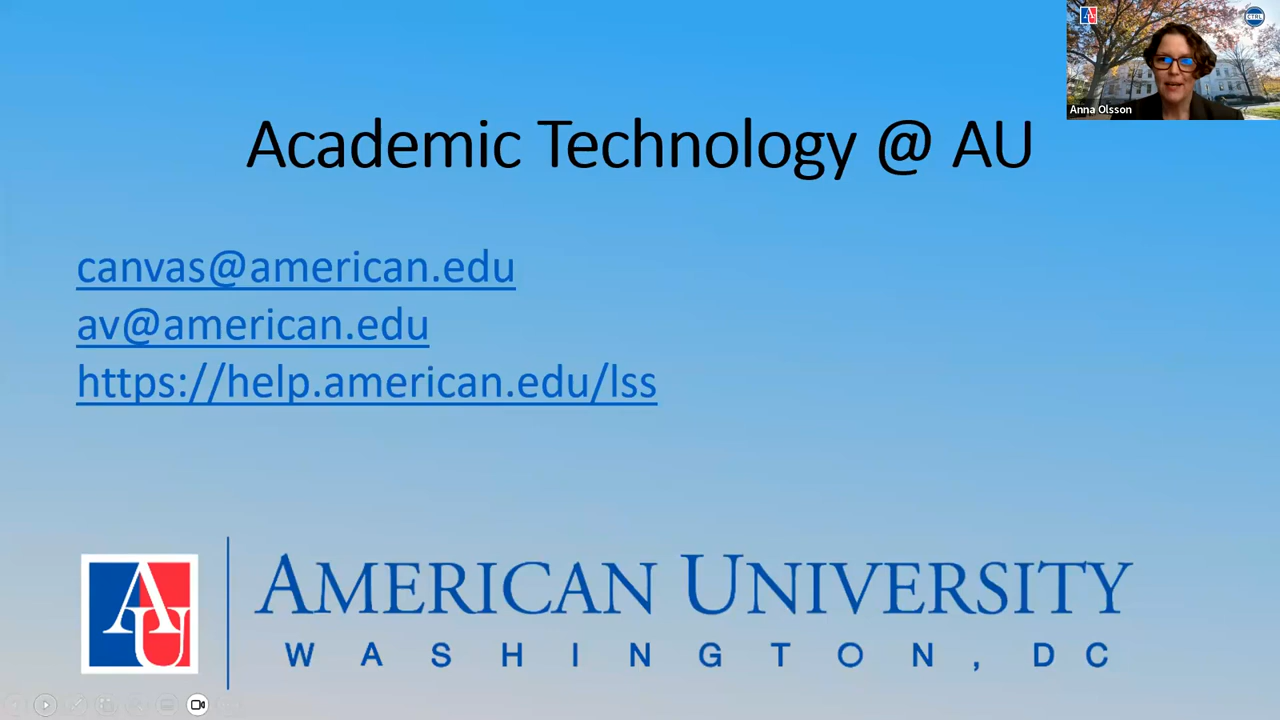 CTRL
Anna Olsson
Academic Technology @ AU
canvas@american.edu
av@american.edu
https://help.american.edu/lss
AU
AMERICAN UNIVERSITY
WASHINGTON, DC